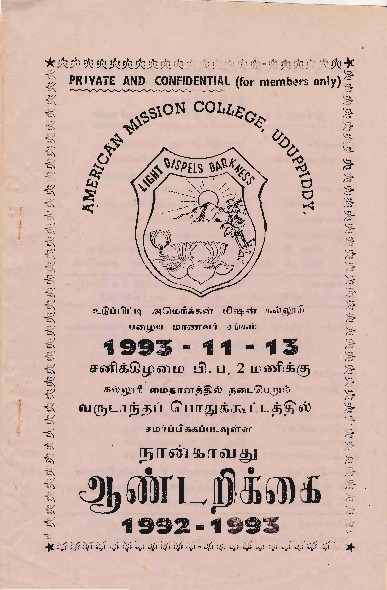 PRIVATE AND CONFIDENTIAL (for members only)
AMERICAN MISSION COLLEGE, UDUPPIDDY.
LIGHT DISPELS DARKNESS
உடுப்பிட்டி அமெரிக்கன் மிஷன் கல்லூரி
பழைய மாணவர் சங்கம்
1993 - 11 - 13
சனிக்கிழமை பி. ப. 2 மணிக்கு
கல்லூரி மைதானத்தில் நடைபெறும்
வருடாந்தப் பொதுக்கூட்டத்தில்
சமர்ப்பிக்கப்படவுள்ள
நான்காவது
ஆண்டறிக்கை
1992 - 1993